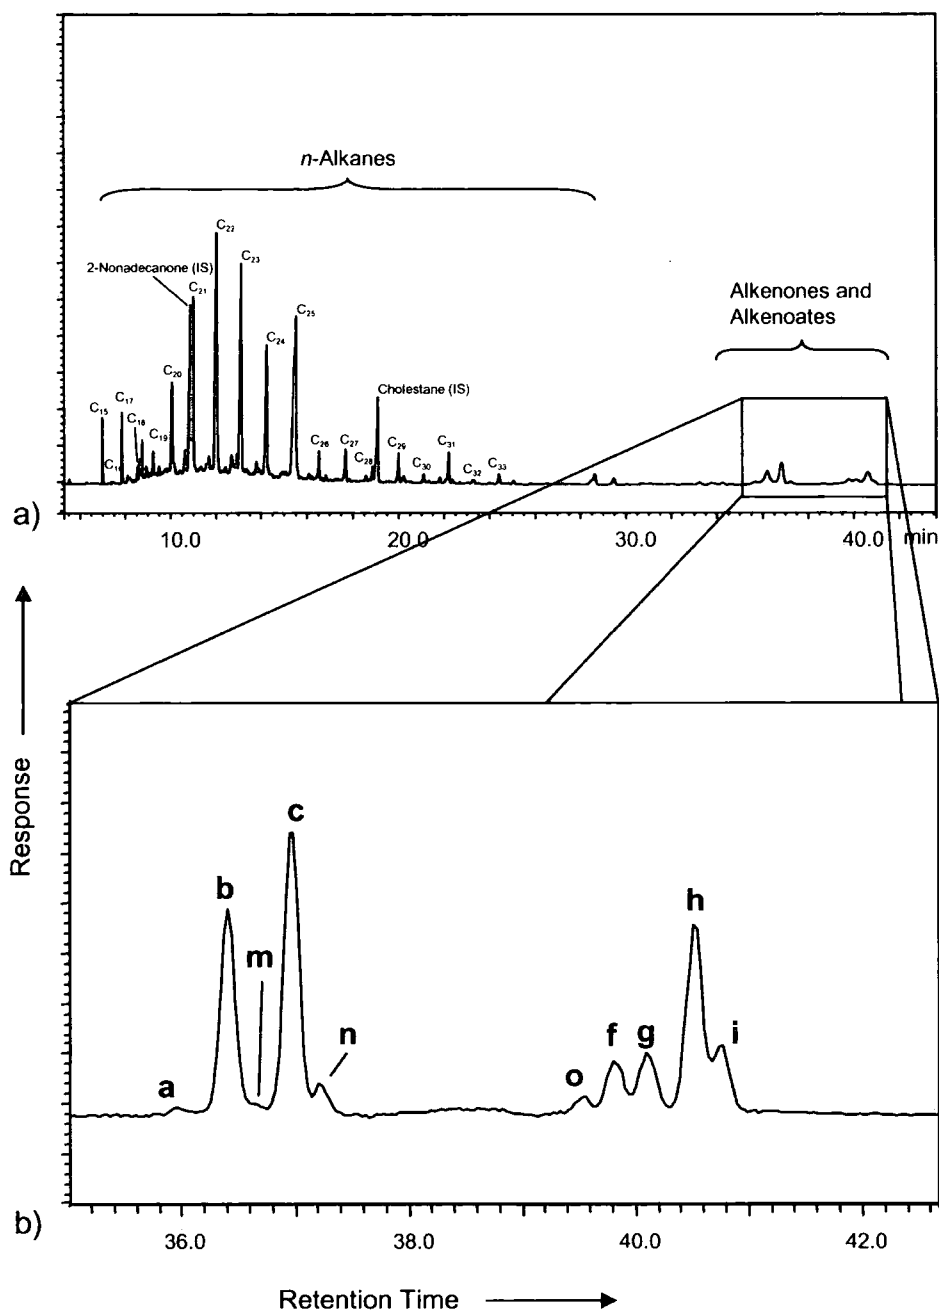 n-Alkanes
C22
2-Nonadecanone (IS)
C23
C21
Alkenones and
Alkenoates
C25
C24
C20
Cholestane (IS)
C17
C15
C18
C19
C26
C27
C29
C31
C28
C30
C32
C33
a)
10.0
20.0
30.0
40.0
min
Response
c
b
m
h
n
a
o
f
g
i
b)
36.0
38.0
40.0
42.0
Retention Time